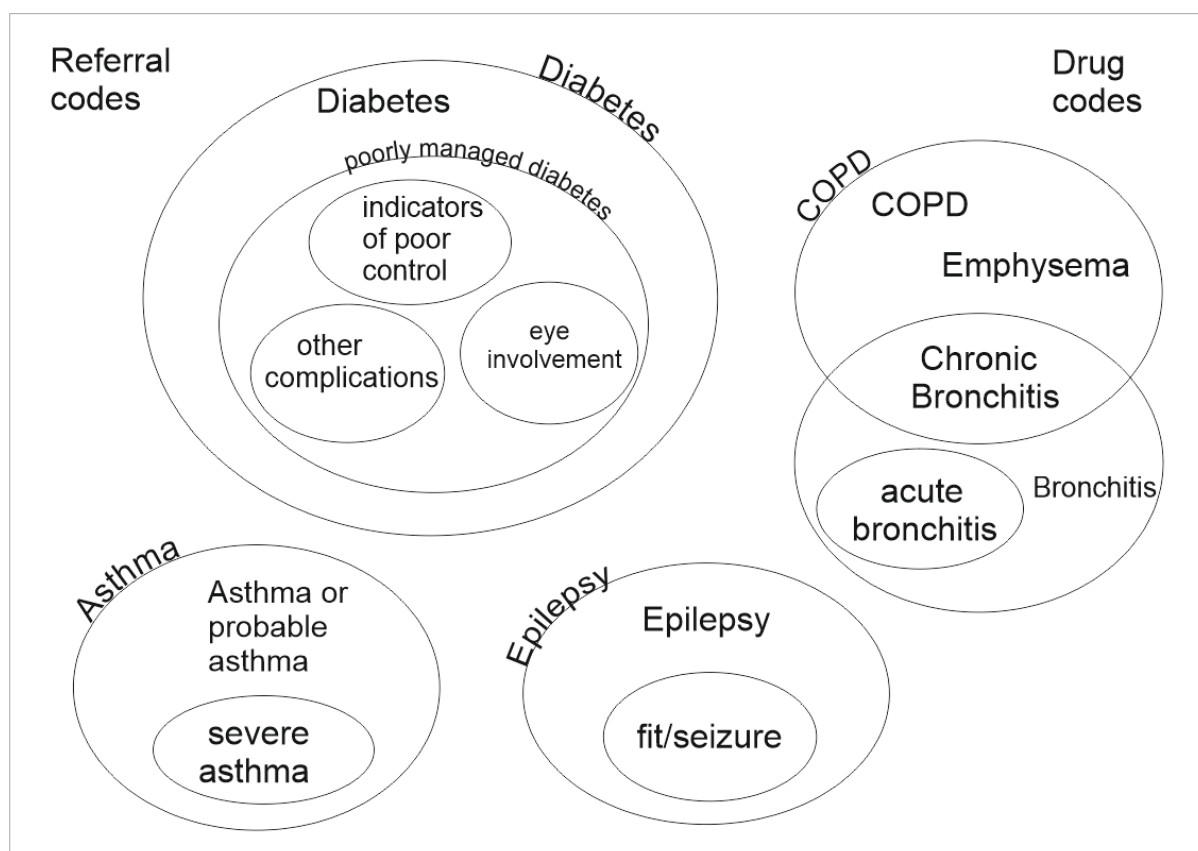 Referral
codes
Diabetes
Diabetes
poorly managed diabetes
indicators
of poor
control
other
complications
eye
involvement
Drug
codes
COPD
COPD
Emphysema
Chronic
Bronchitis
acute
bronchitis
Bronchitis
Asthma
Asthma or
probable
asthma
severe
asthma
Epilepsy
Epilepsy
fit/seizure